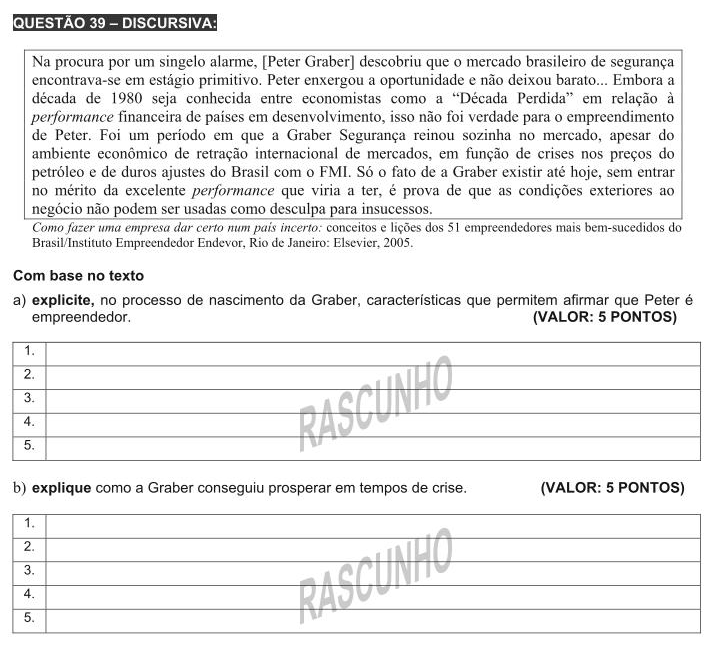 QUESTÃO 39 – DISCURSIVA:
Na procura por um singelo alarme, [Peter Graber] descobriu que o mercado brasileiro de segurança
encontrava-se em estágio primitivo. Peter enxergou a oportunidade e não deixou barato... Embora a
década de 1980 seja conhecida entre economistas como a “Década Perdida” em relação à
performance financeira de países em desenvolvimento, isso não foi verdade para o empreendimento
de Peter. Foi um período em que a Graber Segurança reinou sozinha no mercado, apesar do
ambiente econômico de retração internacional de mercados, em função de crises nos preços do
petróleo e de duros ajustes do Brasil com o FMI. Só o fato de a Graber existir até hoje, sem entrar
no mérito da excelente performance que viria a ter, é prova de que as condições exteriores ao
negócio não podem ser usadas como desculpa para insucessos.
Como fazer uma empresa dar certo num país incerto: conceitos e lições dos 51 empreendedores mais bem-sucedidos do
Brasil/Instituto Empreendedor Endevor, Rio de Janeiro: Elsevier, 2005.
Com base no texto
a) explicite, no processo de nascimento da Graber, características que permitem afirmar que Peter é
empreendedor. (VALOR: 5 PONTOS)
1.
2.
3.
4.
5.
RASCUNHO
b) explique como a Graber conseguiu prosperar em tempos de crise. (VALOR: 5 PONTOS)
1.
2.
3.
4.
5.
RASCUNHO